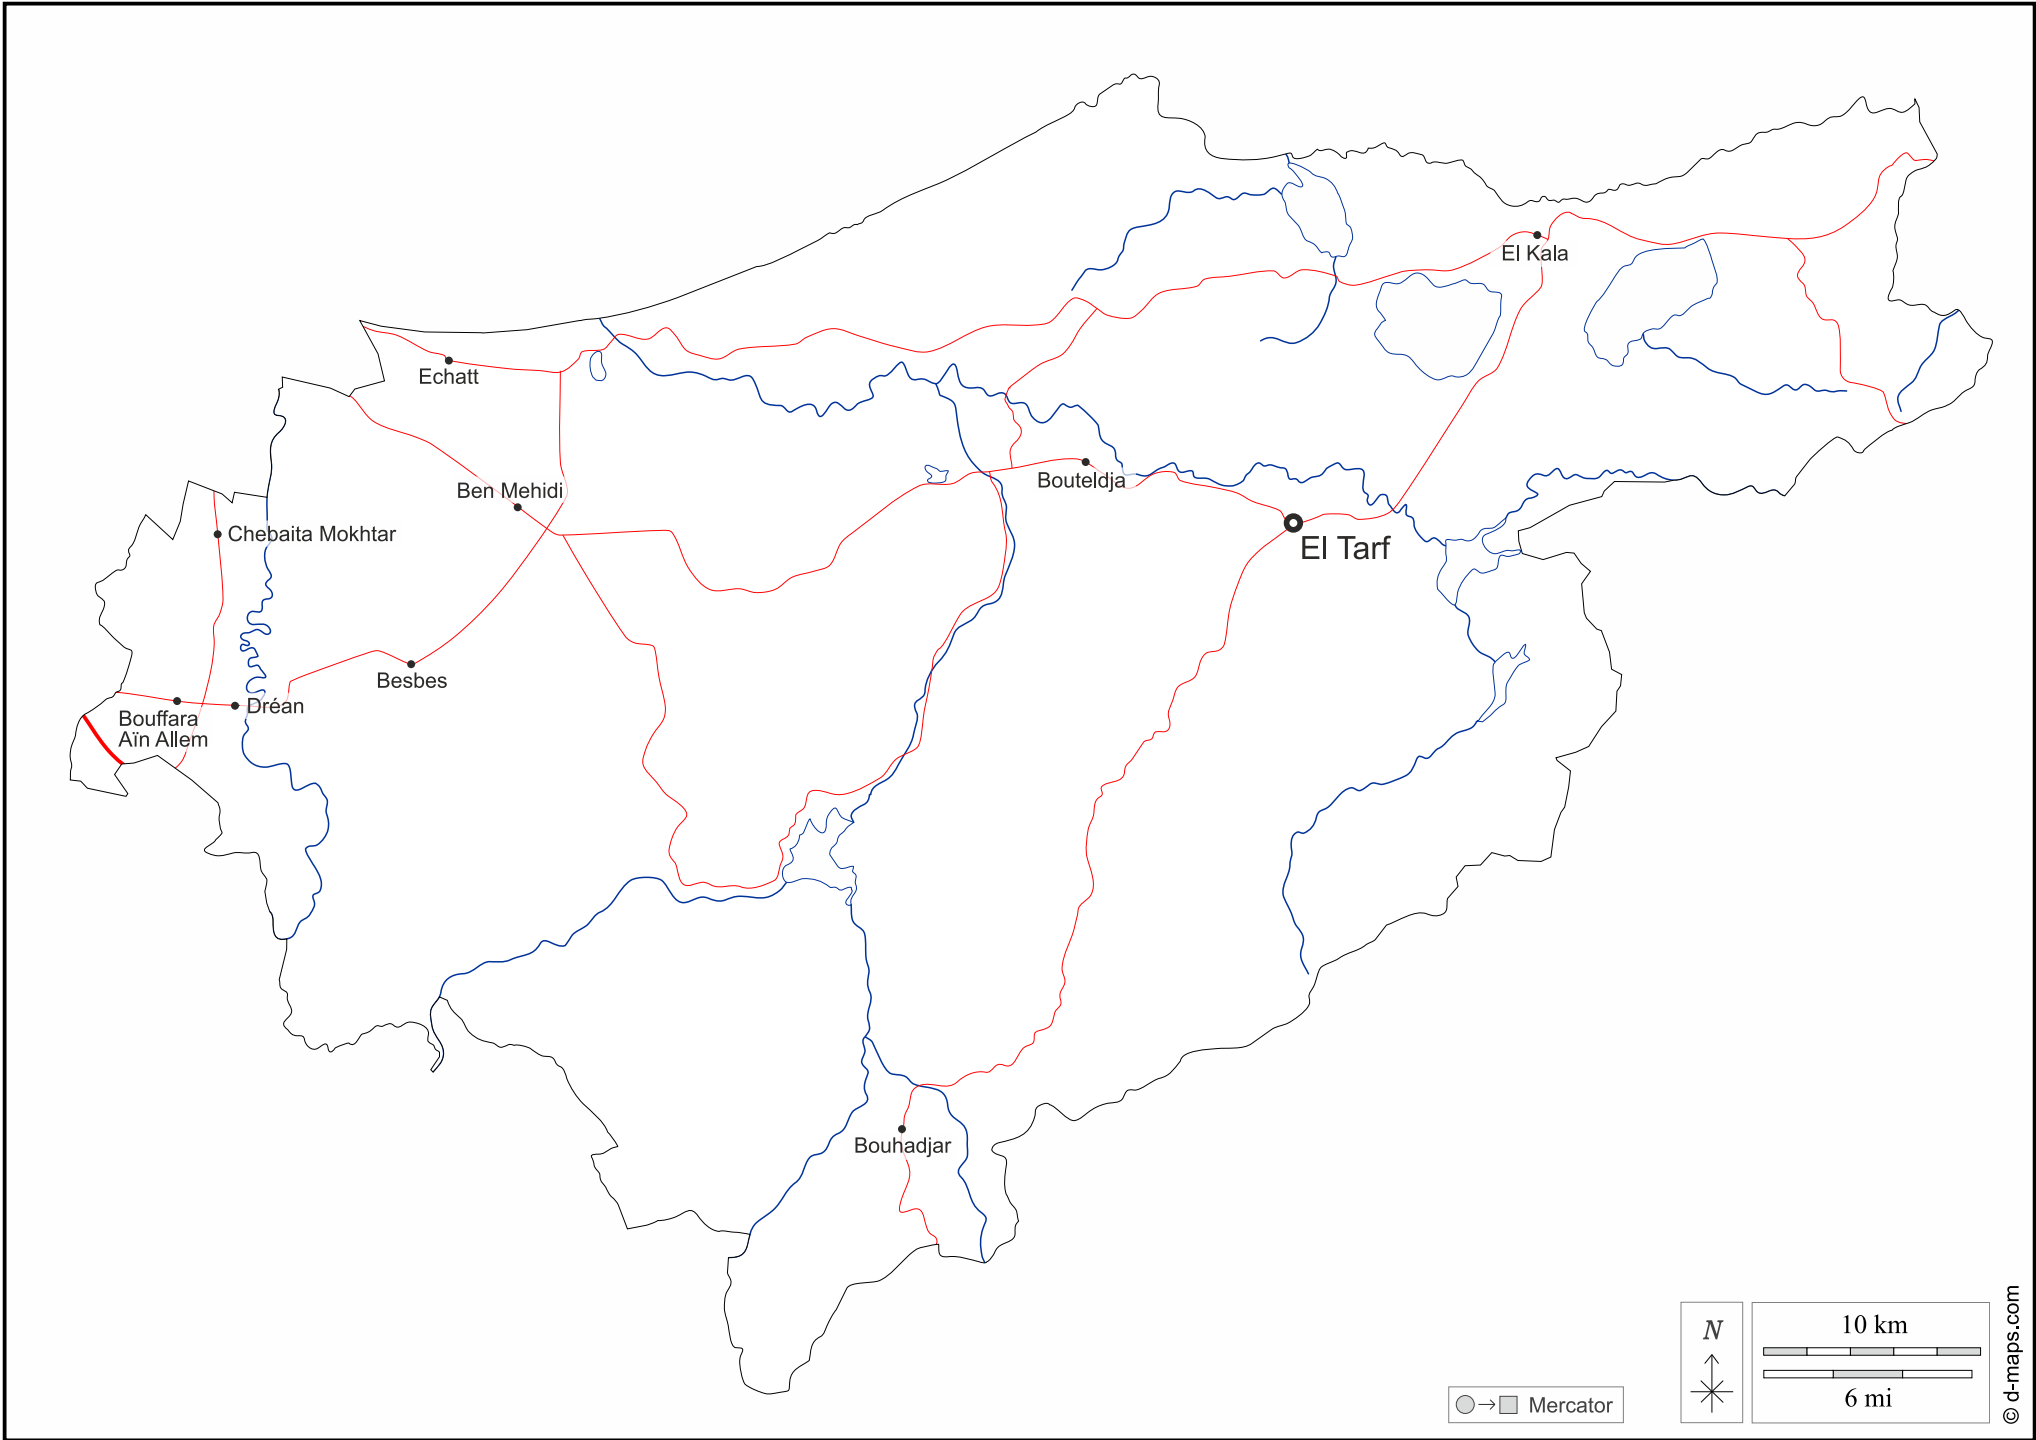 El Kala
Echatt
Bouteldja
Ben Mehidi
Chebaita Mokhtar
El Tarf
Besbes
Dréan
Bouffara
Aïn Allem
Bouhadjar
N
10 km
6 mi
Mercator
© d-maps.com